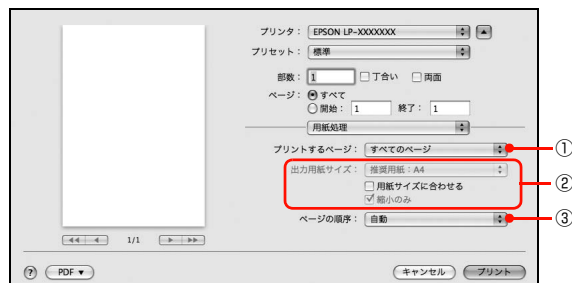 プリンタ： EPSON LP-XXXXXXX
プリセット： 標準
部数： 1 丁合い 両面
ページ： すべて
開始： 1 終了： 1
用紙処理
プリントするページ： すべてのページ ①
出力用紙サイズ： 推奨用紙：A4
用紙サイズに合わせる ②
縮小のみ
ページの順序： 自動 ③
1/1
? PDF▼ キャンセル プリント